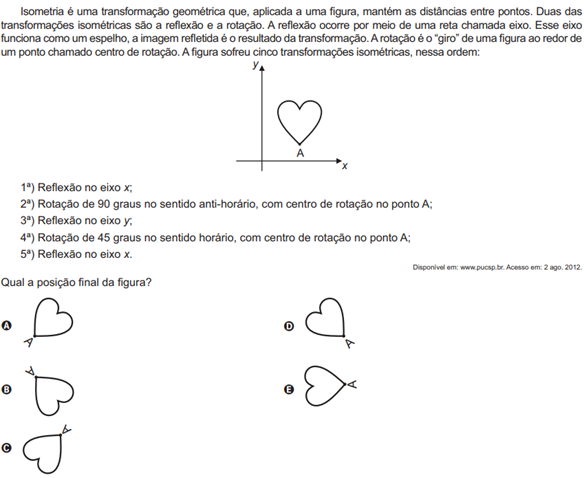 Isometria é uma transformação geométrica que, aplicada a uma figura, mantém as distâncias entre pontos. Duas das
transformações isométricas são a reflexão e a rotação. A reflexão ocorre por meio de uma reta chamada eixo. Esse eixo
funciona como um espelho, a imagem refletida é o resultado da transformação. A rotação é o “giro” de uma figura ao redor de
um ponto chamado centro de rotação. A figura sofreu cinco transformações isométricas, nessa ordem:
y
A
x
1ª) Reflexão no eixo x;
2ª) Rotação de 90 graus no sentido anti-horário, com centro de rotação no ponto A;
3ª) Reflexão no eixo y;
4ª) Rotação de 45 graus no sentido horário, com centro de rotação no ponto A;
5ª) Reflexão no eixo x.
Disponível em: www.pucsp.br. Acesso em: 2 ago. 2012.
Qual a posição final da figura?
A
A
B
A
C
A
D
A
E
A